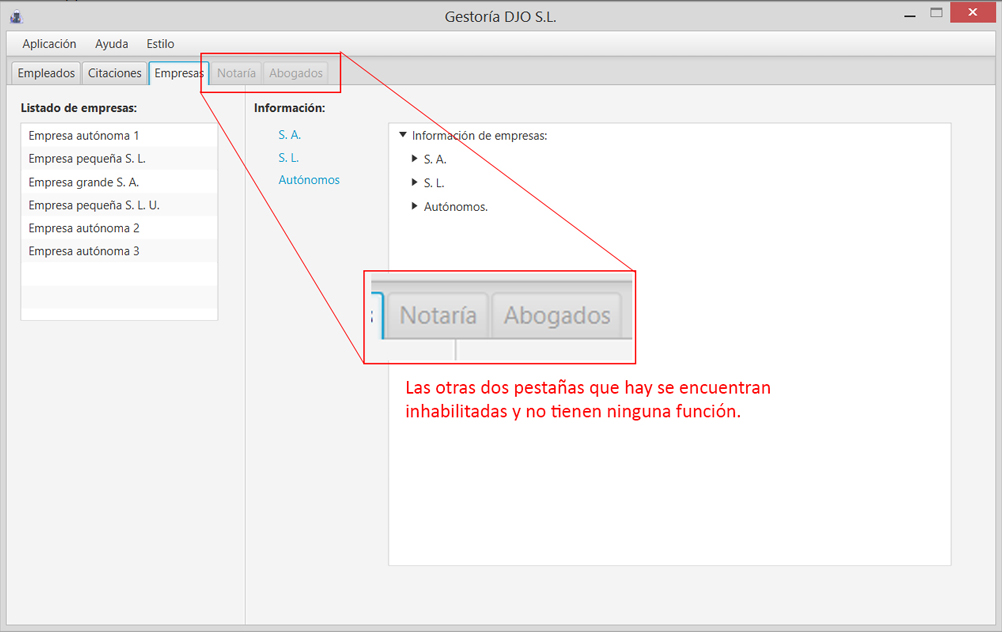 Gestoría DJO S.L.
Aplicación Ayuda Estilo
Empleados Citaciones Empresas Notaría Abogados
Listado de empresas:
Empresa autónoma 1
Empresa pequeña S. L.
Empresa grande S. A.
Empresa pequeña S. L. U.
Empresa autónoma 2
Empresa autónoma 3
Información:
S. A.
S. L.
Autónomos
Información de empresas:
S. A.
S. L.
Autónomos.
Notaría Abogados
Las otras dos pestañas que hay se encuentran
inhabilitadas y no tienen ninguna función.